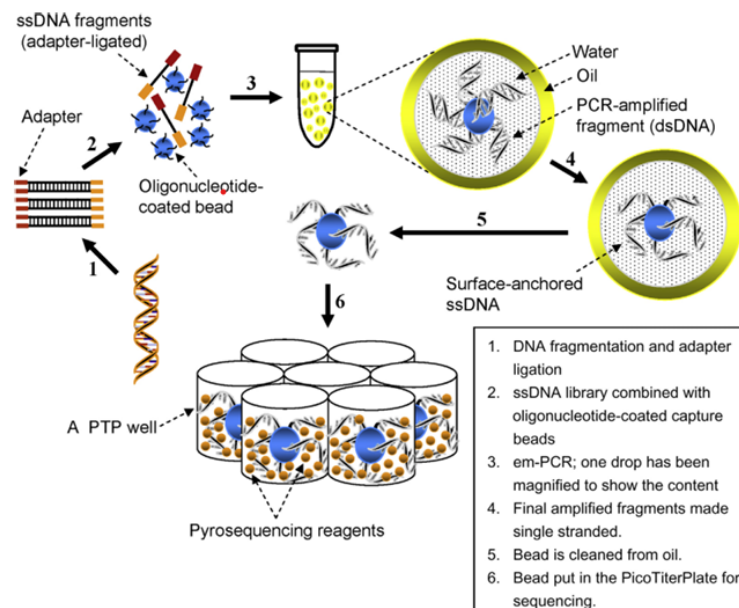 ssDNA fragments
(adapter-ligated)
Adapter
2
3
Oligonucleotide-
coated bead
1
Water
Oil
PCR-amplified
fragment (dsDNA)
4
5
Surface-anchored
ssDNA
6
A PTP well
Pyrosequencing reagents
1. DNA fragmentation and adapter
ligation
2. ssDNA library combined with
oligonucleotide-coated capture
beads
3. em-PCR; one drop has been
magnified to show the content
4. Final amplified fragments made
single stranded.
5. Bead is cleaned from oil.
6. Bead put in the PicoTiterPlate for
sequencing.